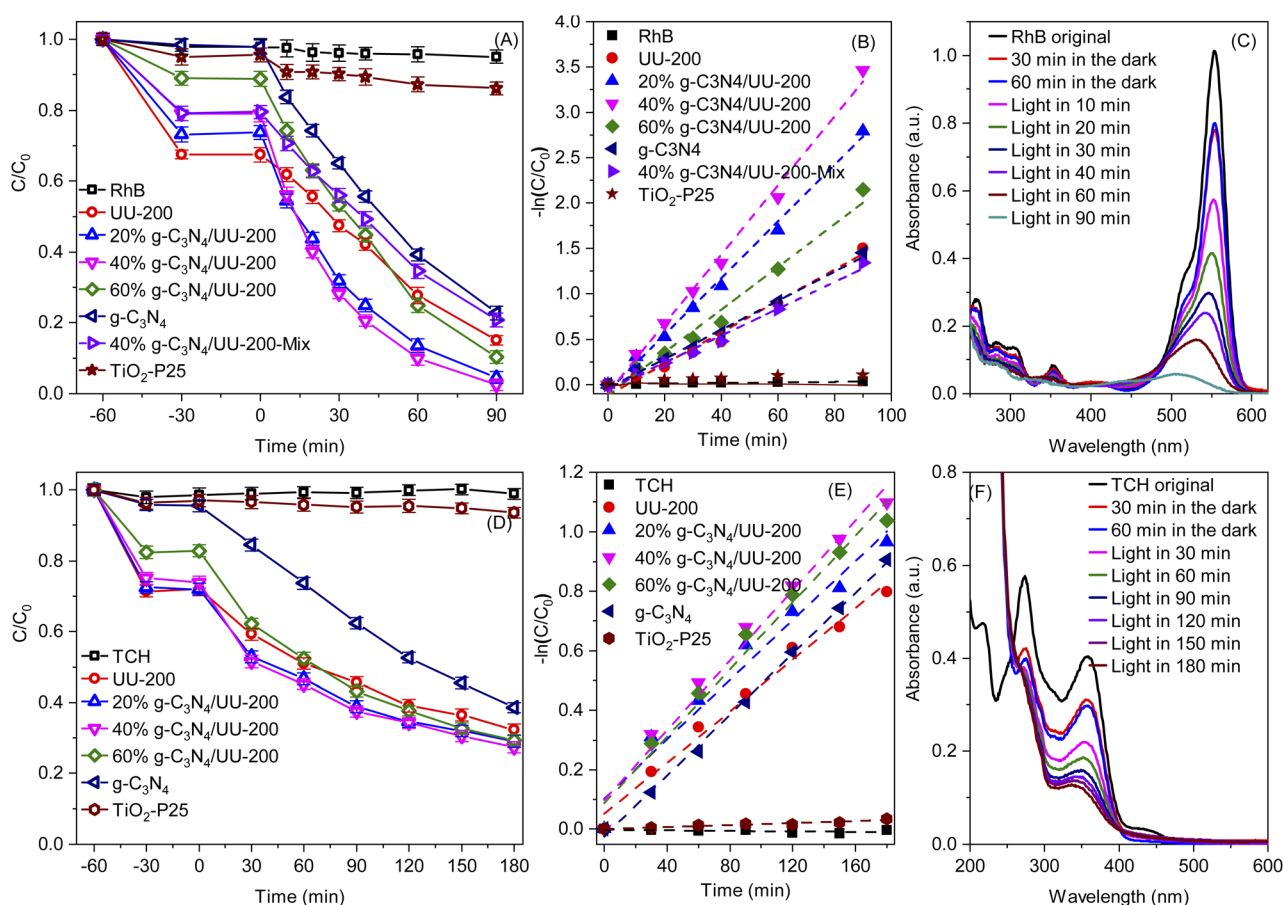 (A)
C/C0
1.0
0.8
0.6
0.4
0.2
0.0
RhB
UU-200
20% g-C3N4/UU-200
40% g-C3N4/UU-200
60% g-C3N4/UU-200
g-C3N4
40% g-C3N4/UU-200-Mix
TiO2-P25
-60 -30 0 30 60 90
Time (min)
(B)
-ln(C/C0)
4.0
3.5
3.0
2.5
2.0
1.5
1.0
0.5
0.0
RhB
UU-200
20% g-C3N4/UU-200
40% g-C3N4/UU-200
60% g-C3N4/UU-200
g-C3N4
40% g-C3N4/UU-200-Mix
TiO2-P25
0 20 40 60 80 100
Time (min)
(C)
Absorbance (a.u.)
1.0
0.8
0.6
0.4
0.2
0.0
RhB original
30 min in the dark
60 min in the dark
Light in 10 min
Light in 20 min
Light in 30 min
Light in 40 min
Light in 60 min
Light in 90 min
300 400 500 600
Wavelength (nm)
(D)
C/C0
1.0
0.8
0.6
0.4
0.2
0.0
TCH
UU-200
20% g-C3N4/UU-200
40% g-C3N4/UU-200
60% g-C3N4/UU-200
g-C3N4
TiO2-P25
-60 -30 0 30 60 90 120 150 180
Time (min)
(E)
-ln(C/C0)
1.2
1.0
0.8
0.6
0.4
0.2
0.0
TCH
UU-200
20% g-C3N4/UU-200
40% g-C3N4/UU-200
60% g-C3N4/UU-200
g-C3N4
TiO2-P25
0 60 120 180
Time (min)
(F)
Absorbance (a.u.)
0.8
0.6
0.4
0.2
0.0
TCH original
30 min in the dark
60 min in the dark
Light in 30 min
Light in 60 min
Light in 90 min
Light in 120 min
Light in 150 min
Light in 180 min
200 300 400 500 600
Wavelength (nm)